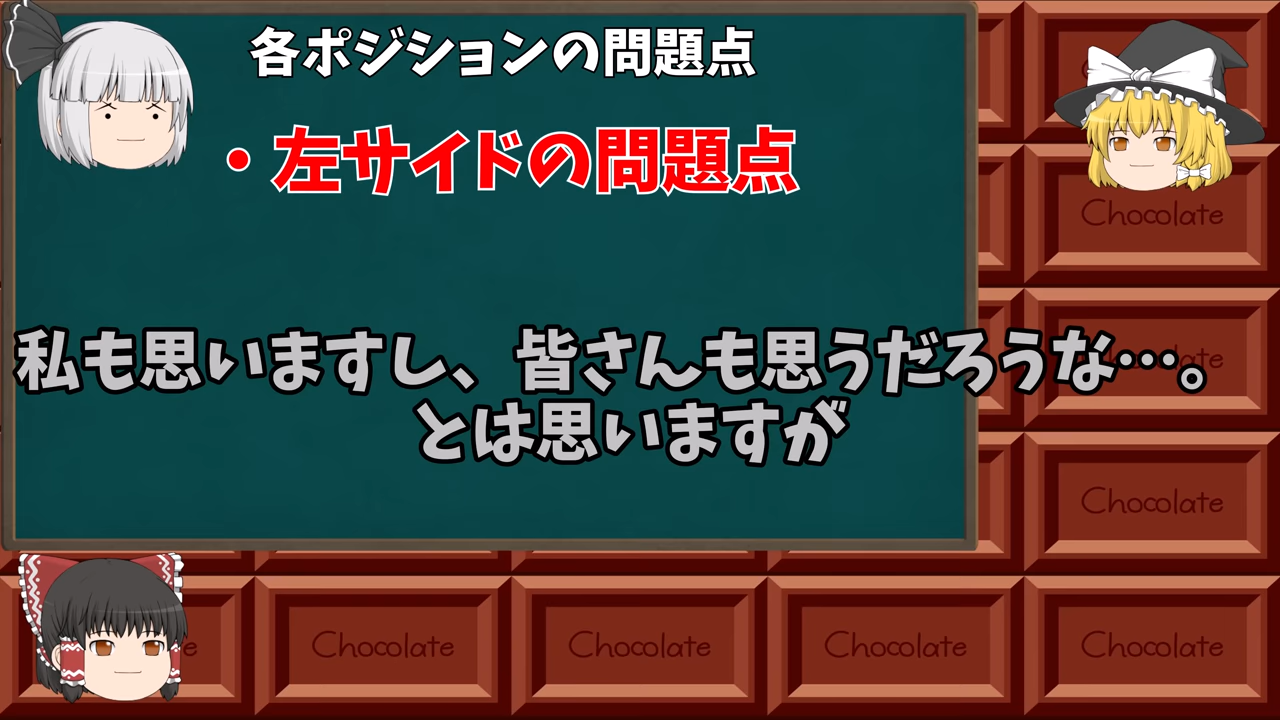 各ポジションの問題点
・左サイドの問題点
Chocolate
私も思いますし、皆さんも思うだろうな…。
とは思いますが
Chocolate
Chocolate
Chocolate
Chocolate
Chocolate